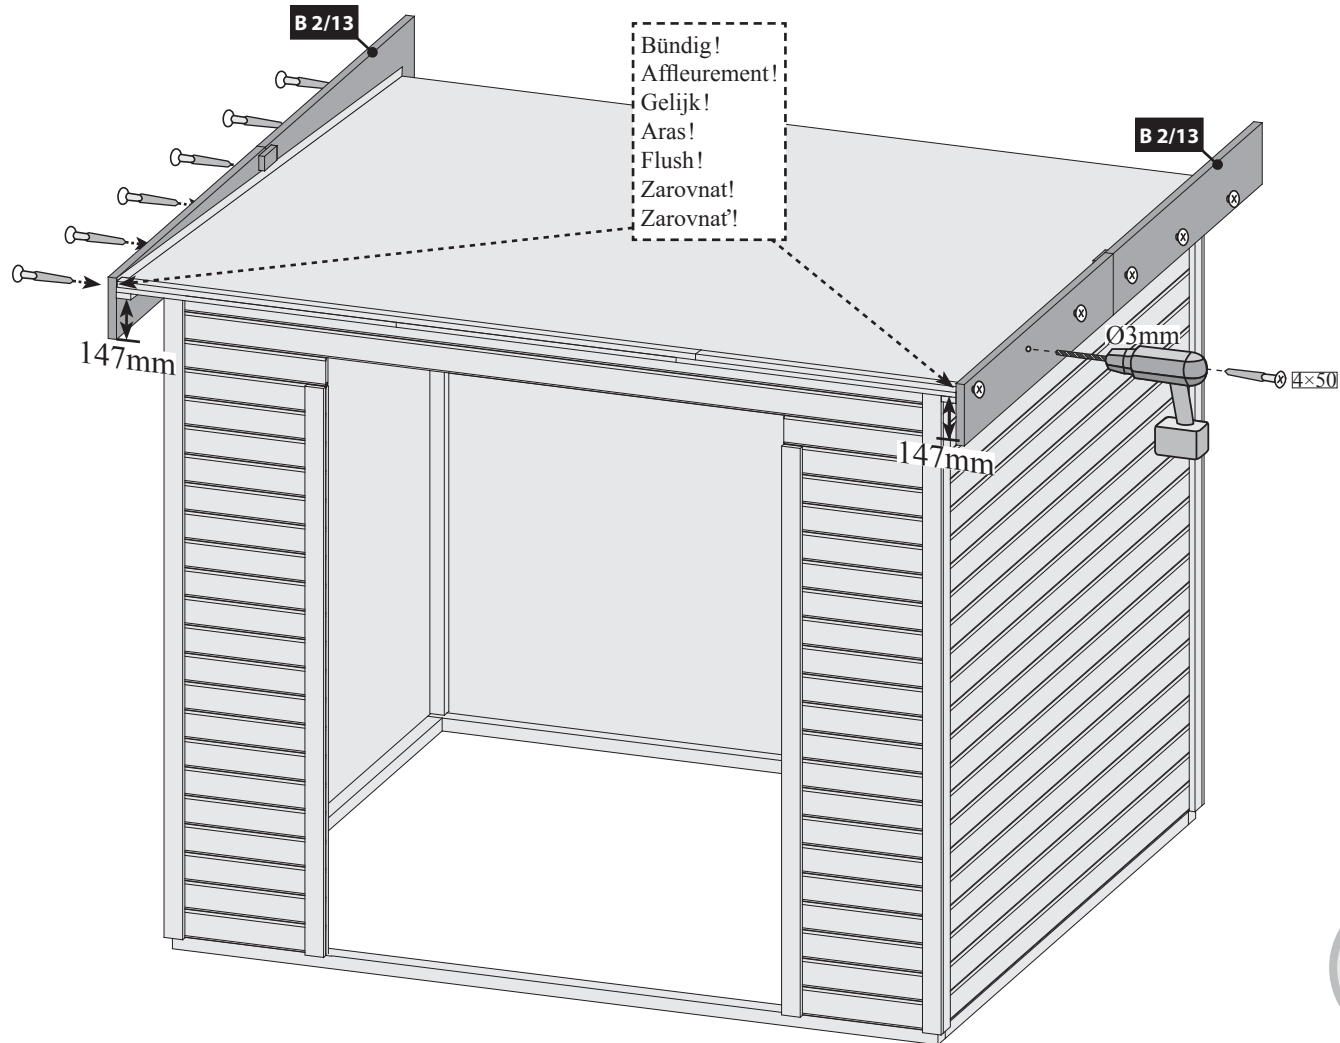 B 2/13
Bündig!
Affleurement!
Gelijk!
Aras!
Flush!
Zarovnat!
Zarovnať!
B 2/13
Ø3mm
4×50
147mm
147mm